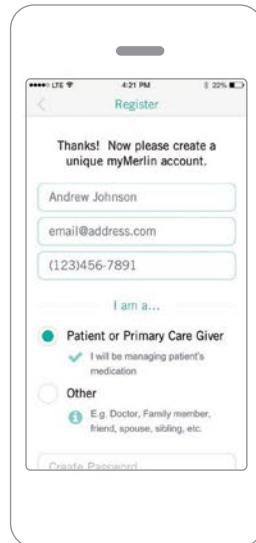 LTE 4:21 PM 22%
Register
Thanks! Now please create a
unique myMerlin account.
Andrew Johnson
email@address.com
(123)456-7891
I am a...
Patient or Primary Care Giver
I will be managing patient's
medication
Other
E.g. Doctor, Family member,
friend, spouse, sibling, etc.
Create Password